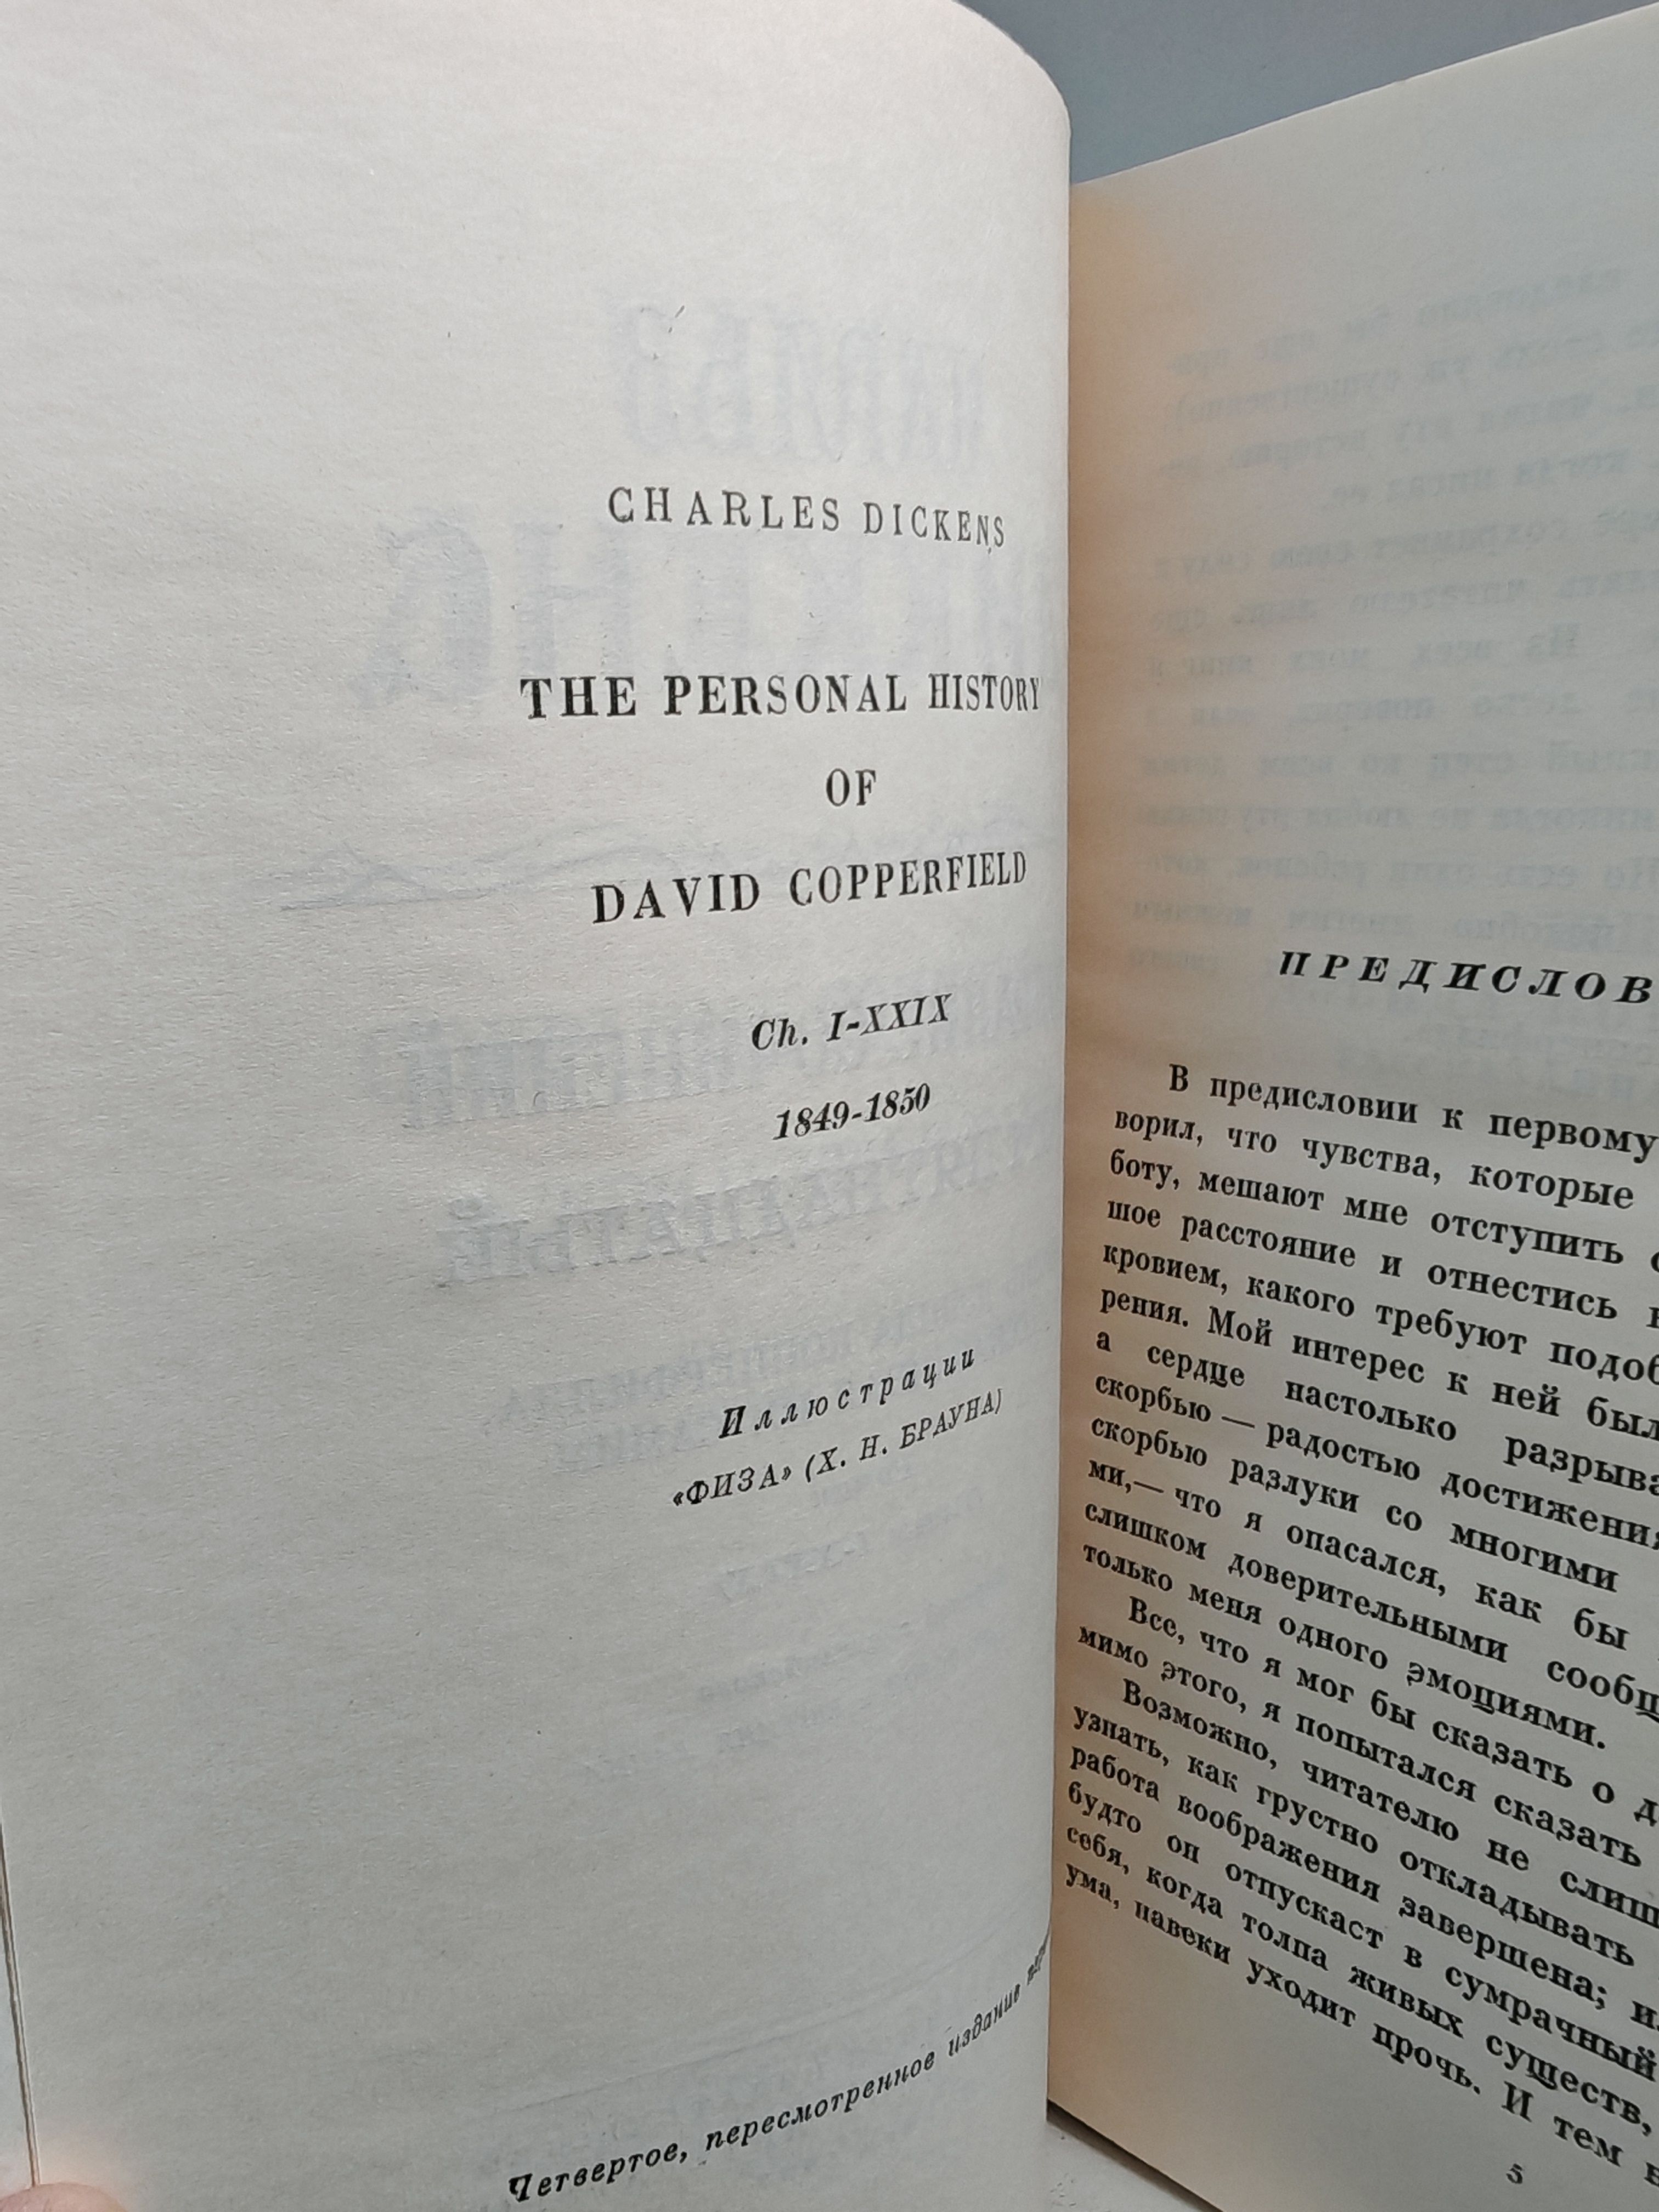 CHARLES DICKENS
THE PERSONAL HISTORY
OF
DAVID COPPERFIELD
Ch. I-XXIX
1849-1850
Иллюстрации
«ФИЗА» (Х. Н. БРАУНА)
Четвертое, пересмотренное издание
ПРЕДИСЛОВ
В предисловии к первому
ворил, что чувства, которые
боту, мешают мне отступить
шое расстояние и отнестись
кровием, какого требуют подоб
рения. Мой интерес к ней был
а сердце настолько разрыва
скорбью — радостью достижения
скорбью разлуки со многими
ми,— что я опасался, как бы
слишком доверительными сообщ
только меня одного эмоциями.
Все, что я мог бы сказать о д
мимо этого, я попытался сказать
Возможно, читателю не слиш
узнать, как грустно откладывать
работа воображения завершена;
будто он отпускает в сумрачный
себя, когда толпа живых существ,
ума, навеки уходит прочь. И тем
5